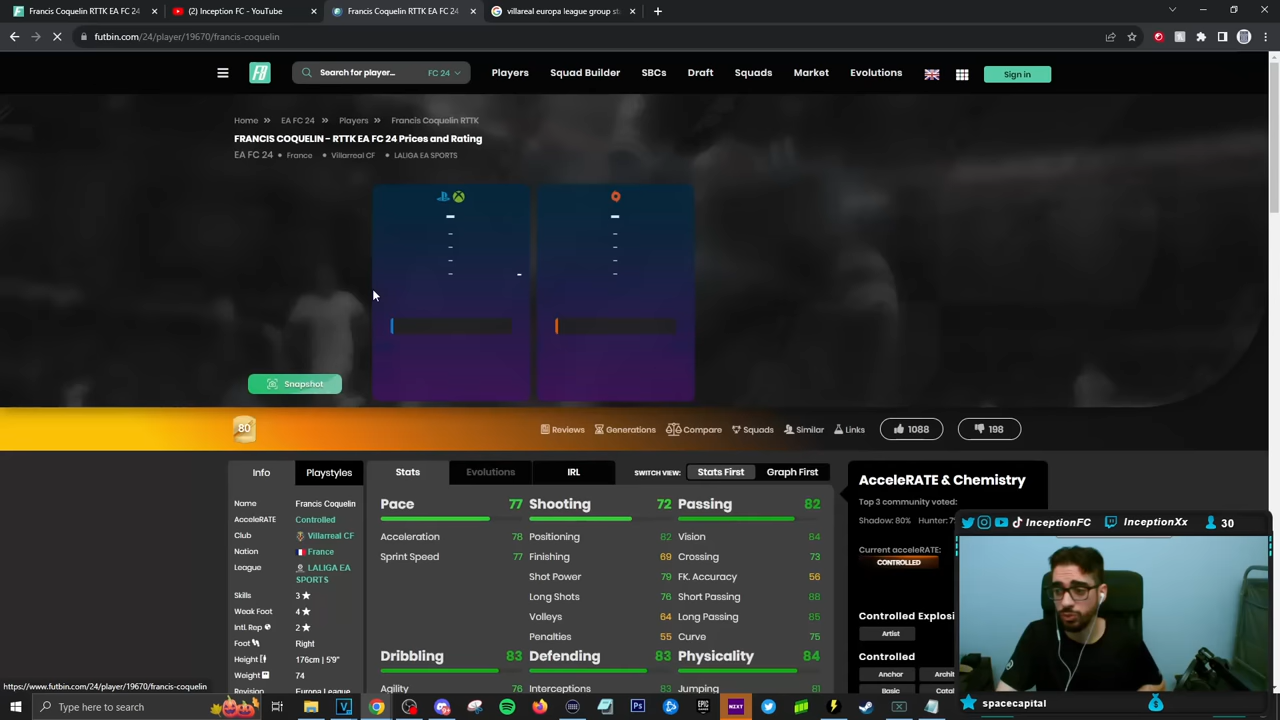 Francis Coquelin RTTK EA FC 24
(2) Inception FC - YouTube
Francis Coquelin RTTK EA FC 24
villareal europa league group st
futbin.com/24/player/19670/francis-coquelin
Search for player...
FC 24
Players
Squad Builder
SBCs
Draft
Squads
Market
Evolutions
Sign in
Home » EA FC 24 » Players » Francis Coquelin RTTK
FRANCIS COQUELIN - RTTK EA FC 24 Prices and Rating
EA FC 24 • France • Villarreal CF • LALIGA EA SPORTS
Snapshot
80
Reviews
Generations
Compare
Squads
Similar
Links
1088
198
Info
Playstyles
Stats
Evolutions
IRL
SWITCH VIEW:
Stats First
Graph First
Name Francis Coquelin
AcceleRATE Controlled
Club Villarreal CF
Nation France
League LALIGA EA
SPORTS
Skills 3
Weak Foot 4
Intl. Rep 2
Foot Right
Height 176cm | 5'9"
Weight 74
Revision Europa League
Pace 77
Acceleration 78
Sprint Speed 77
Shooting 72
Positioning 82
Finishing 69
Shot Power 79
Long Shots 76
Volleys 64
Penalties 55
Passing 82
Vision 84
Crossing 73
FK. Accuracy 56
Short Passing 88
Long Passing 85
Curve 75
Dribbling 83
Agility 76
Defending 83
Interceptions 83
Physicality 84
Jumping 81
AcceleRATE & Chemistry
Top 3 community voted:
Shadow: 80% Hunter: 7
Current acceleRATE:
CONTROLLED
Controlled Explosi
Artist
Controlled
Anchor
Archit
Basic
Catal
InceptionFC
InceptionXx
30
spacecapital
https://www.futbin.com/24/player/19670/francis-coquelin
Type here to search
NEXT
EPIC